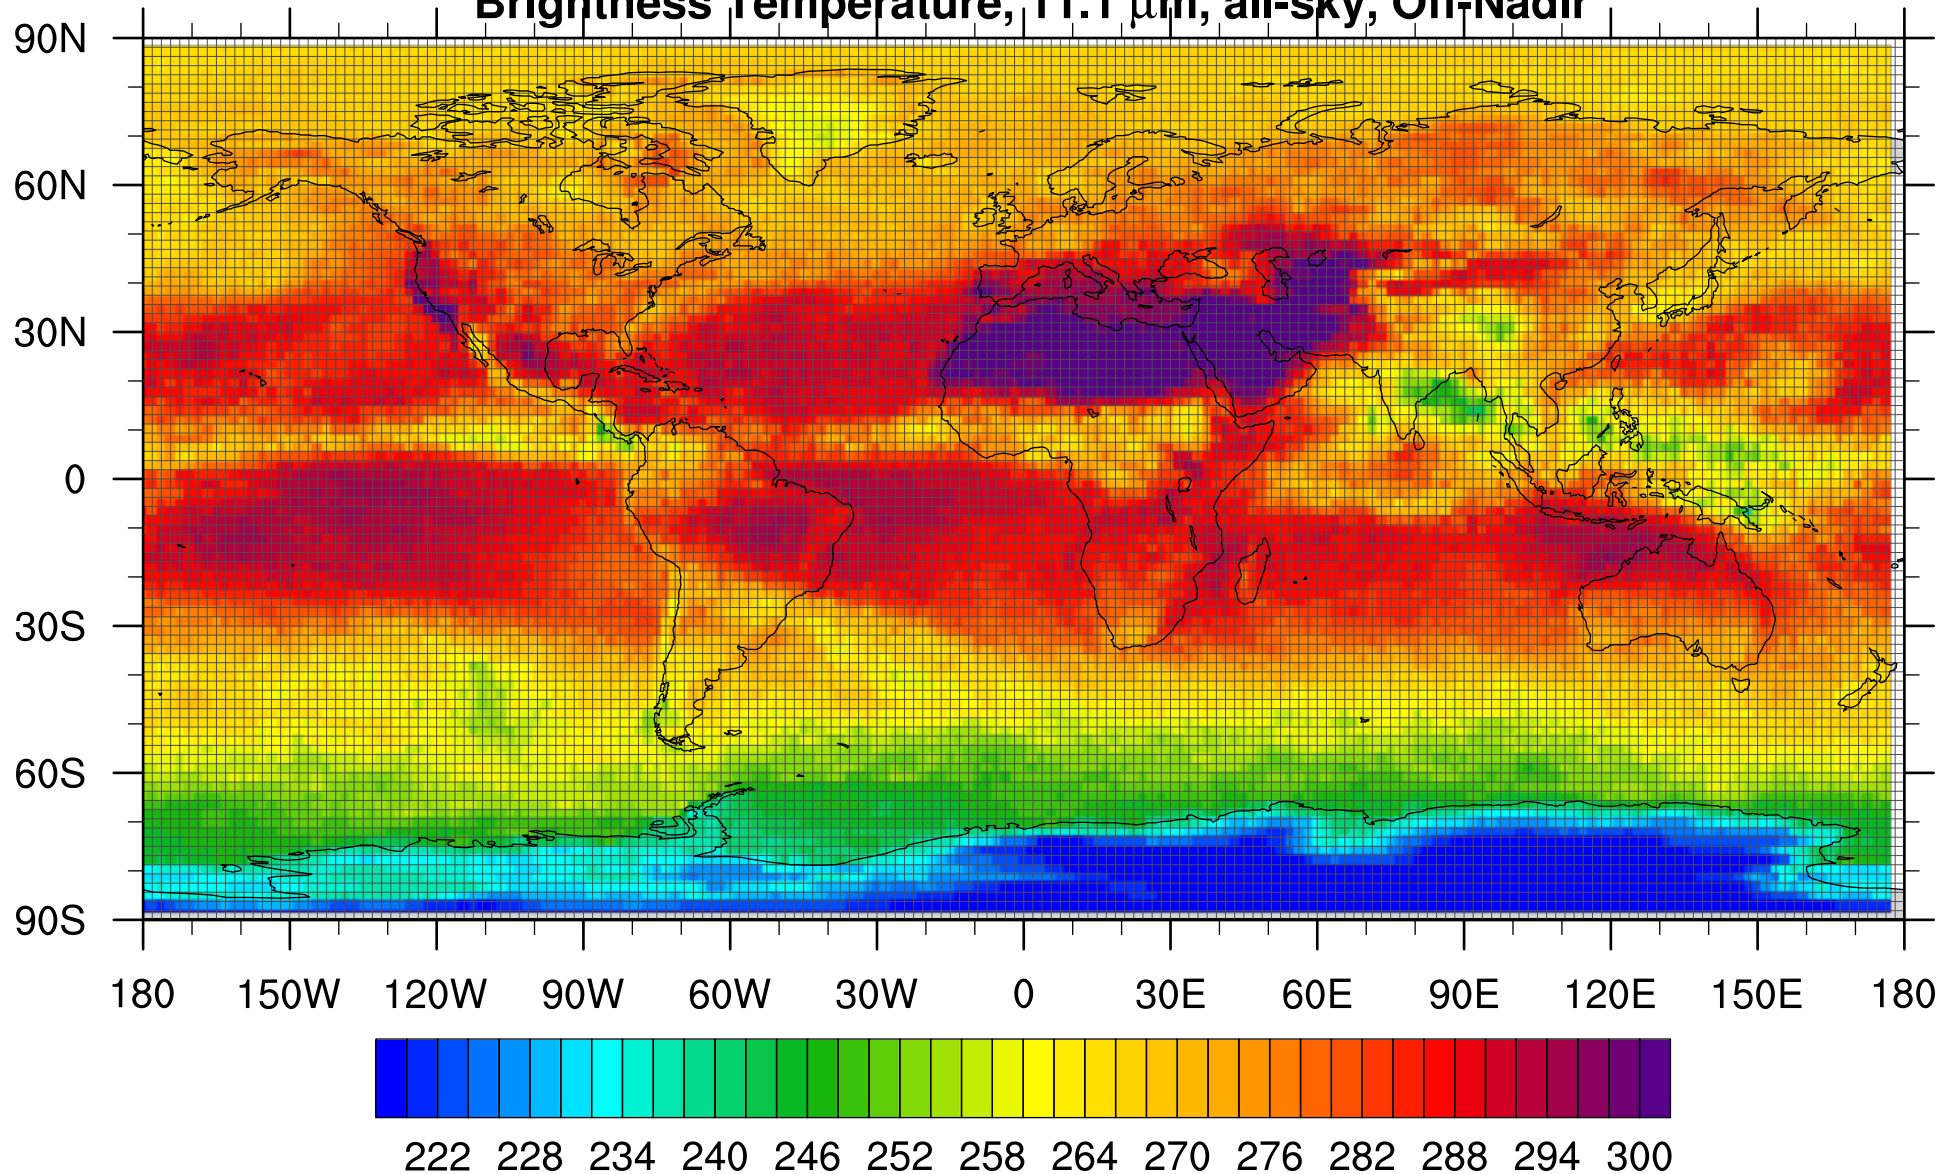 Brightness Temperature, 11.1 μm, all-sky, Off-Nadir
90N
60N
30N
0
30S
60S
90S
180 150W 120W 90W 60W 30W 0 30E 60E 90E 120E 150E 180
222 228 234 240 246 252 258 264 270 276 282 288 294 300